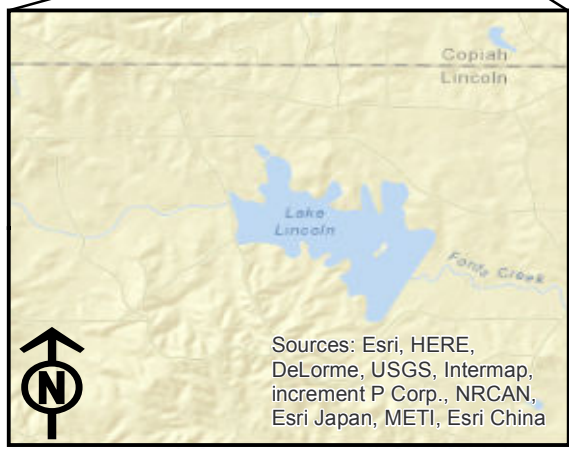 Copiah
Lincoln
Lake
Lincoln
Creek
Sources: Esri, HERE,
DeLorme, USGS, Intermap,
increment P Corp., NRCAN,
Esri Japan, METI, Esri China
N